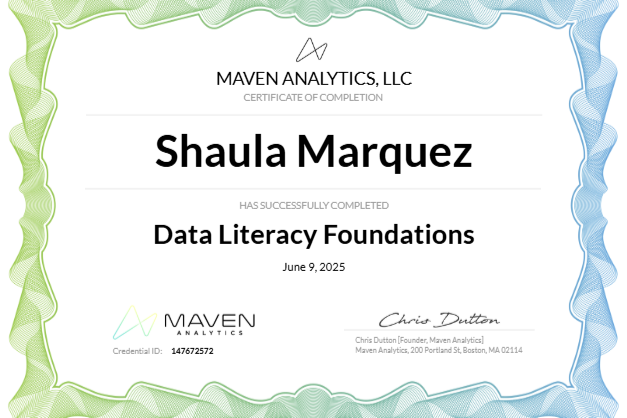 MAVEN ANALYTICS, LLC
CERTIFICATE OF COMPLETION
Shaula Marquez
HAS SUCCESSFULLY COMPLETED
Data Literacy Foundations
June 9, 2025
MAVEN
ANALYTICS
Credential ID: 147672572
Chris Dutton
Chris Dutton [Founder, Maven Analytics]
Maven Analytics, 200 Portland St, Boston, MA 02114